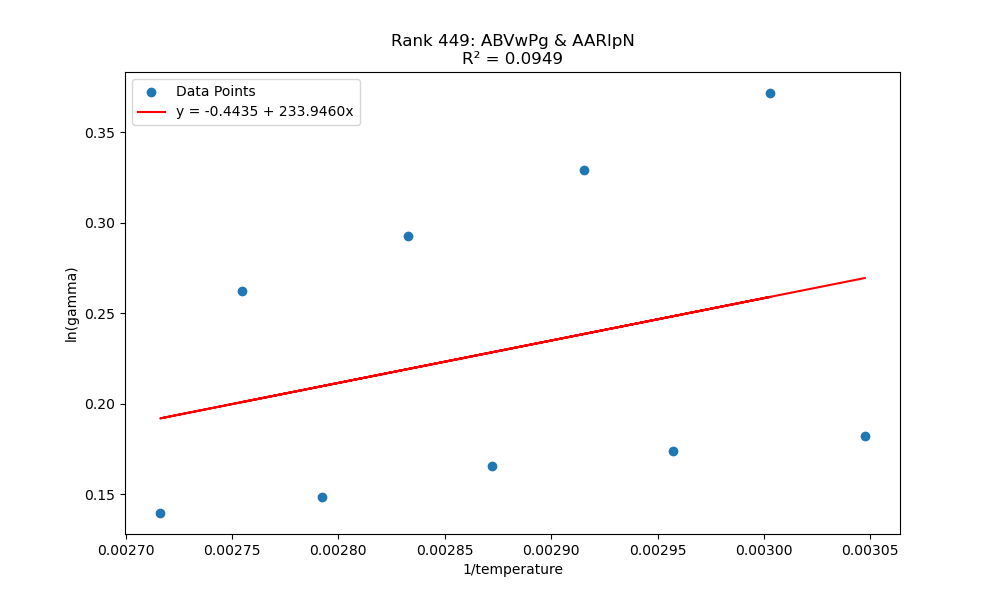 Rank 449: ABVwPg & AARlpN
R² = 0.0949
Data Points
y = -0.4435 + 233.9460x
ln(gamma)
0.35
0.30
0.25
0.20
0.15
0.00270 0.00275 0.00280 0.00285 0.00290 0.00295 0.00300 0.00305
1/temperature